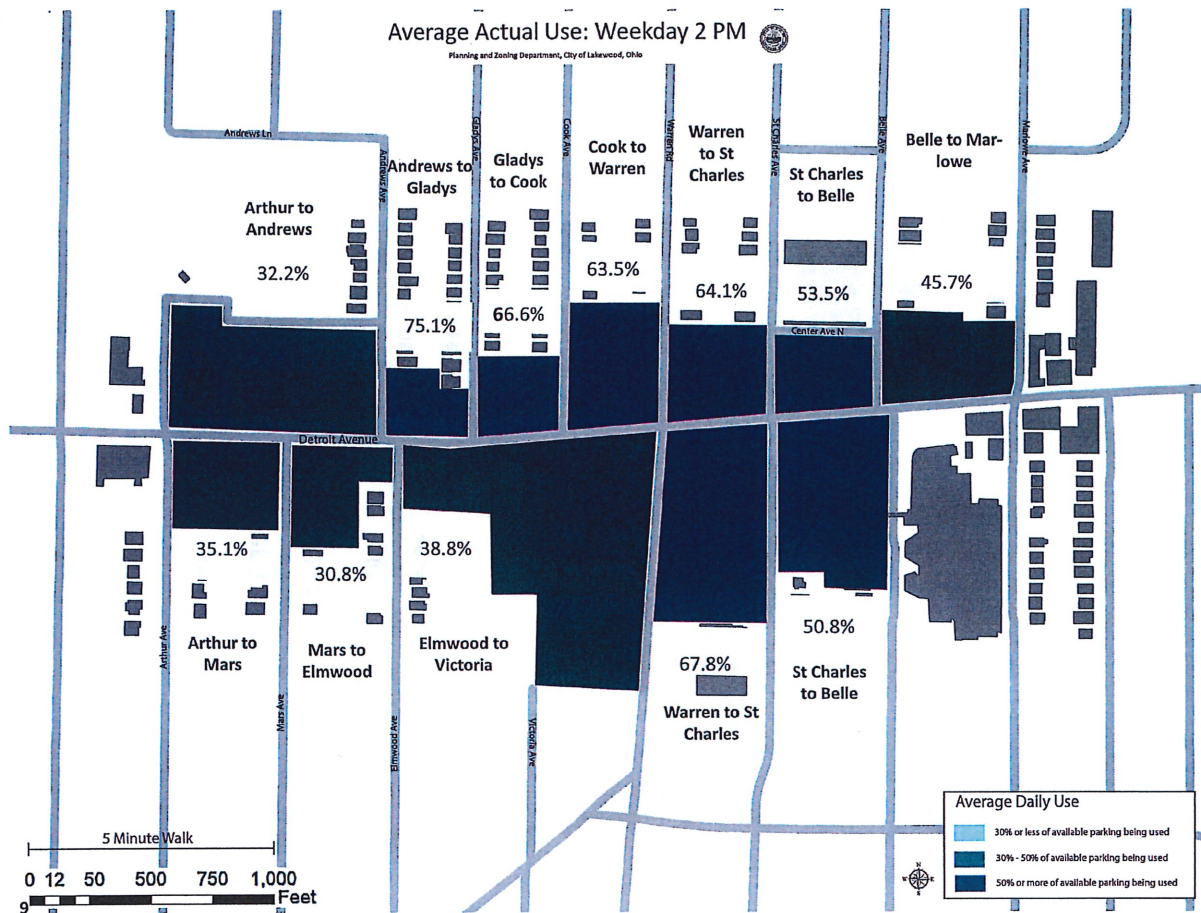 Average Actual Use: Weekday 2 PM
Planning and Zoning Department, City of Lakewood, Ohio
Andrews Ln
Andrews Ave
Gladys Ave
Cook Ave
Warren Rd
St Charles Ave
Belle Ave
Marlowe Ave
Arthur to
Andrews
32.2%
Andrews to
Gladys
75.1%
Gladys
to Cook
66.6%
Cook to
Warren
63.5%
Warren
to St
Charles
64.1%
St Charles
to Belle
53.5%
Center Ave N
Belle to Mar-
lowe
45.7%
Detroit Avenue
35.1%
Arthur to
Mars
30.8%
Mars to
Elmwood
38.8%
Elmwood to
Victoria
67.8%
Warren to St
Charles
50.8%
St Charles
to Belle
Arthur Ave
Mars Ave
Elmwood Ave
Victoria Ave
5 Minute Walk
0 12 50 500 750 1,000
Feet
9
Average Daily Use
30% or less of available parking being used
30% - 50% of available parking being used
50% or more of available parking being used
N
W E
S